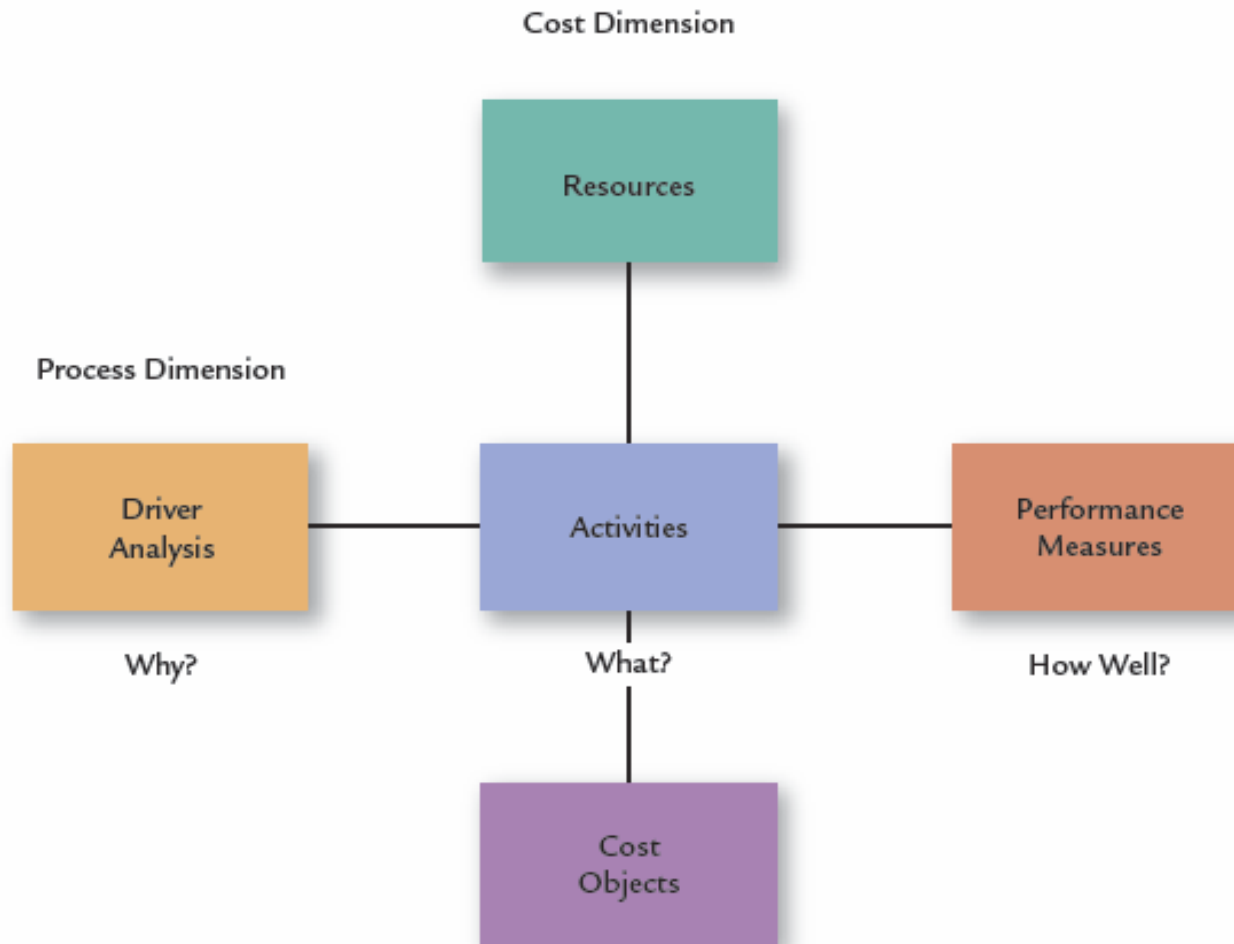 Cost Dimension
Resources
Process Dimension
Driver
Analysis
Activities
Performance
Measures
Why?
What?
How Well?
Cost
Objects